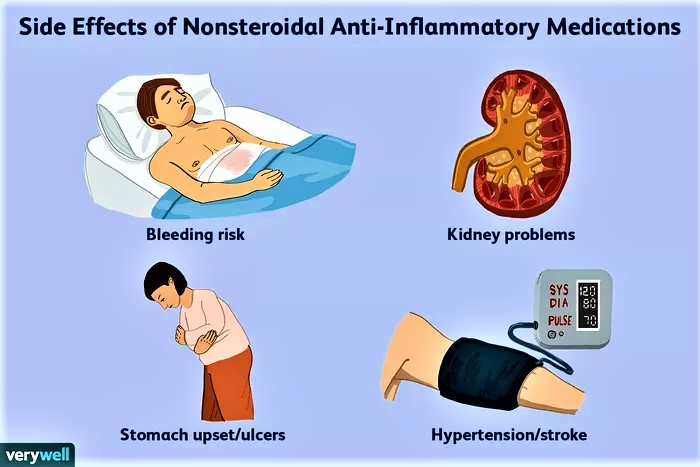 Side Effects of Nonsteroidal Anti-Inflammatory Medications
Bleeding risk
Kidney problems
SYS 120
DIA 80
PULSE 70
Stomach upset/ulcers
Hypertension/stroke
verywell